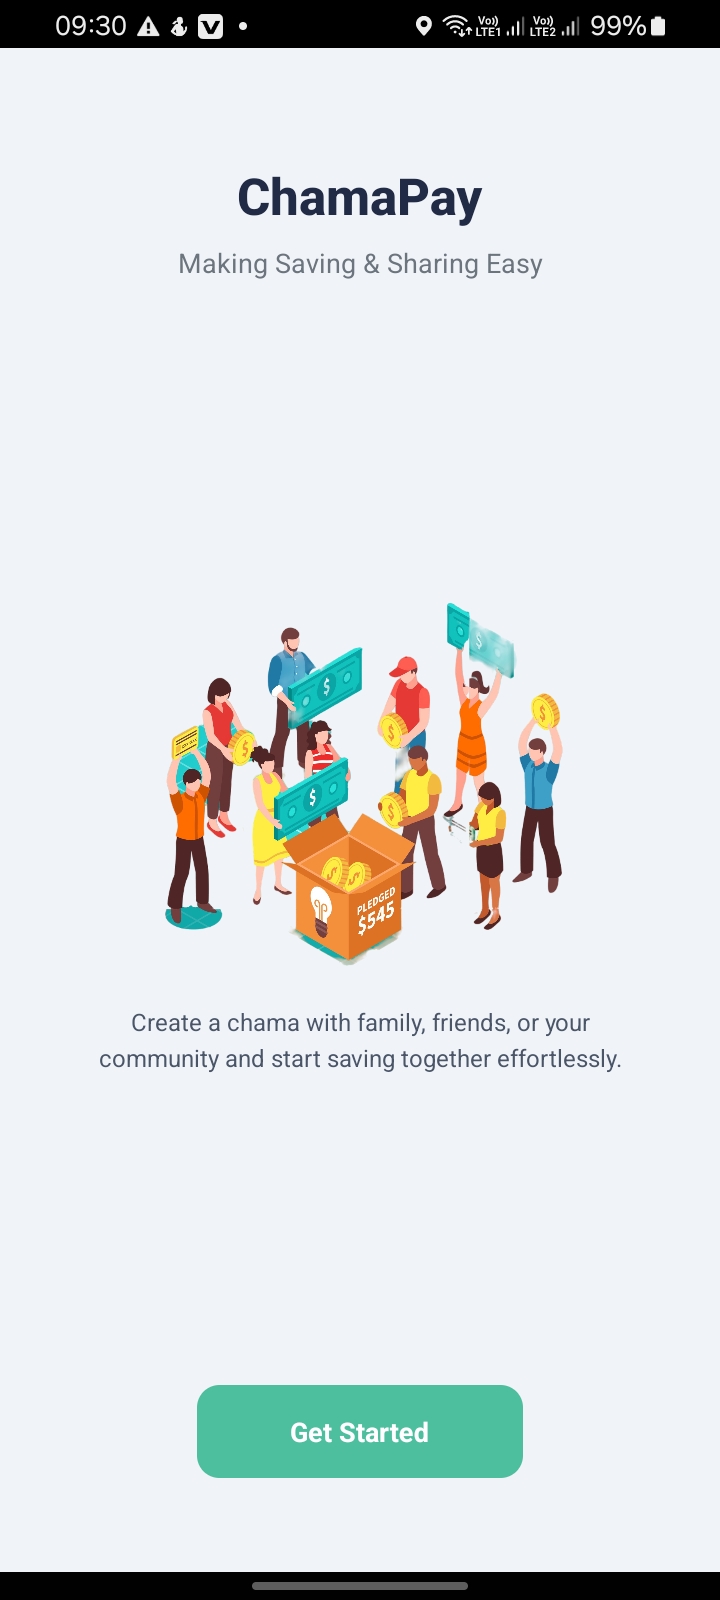 09:30
Vo)) LTE1 Vo)) LTE2 99%
ChamaPay
Making Saving & Sharing Easy
PLEDGED
$545
Create a chama with family, friends, or your
community and start saving together effortlessly.
Get Started